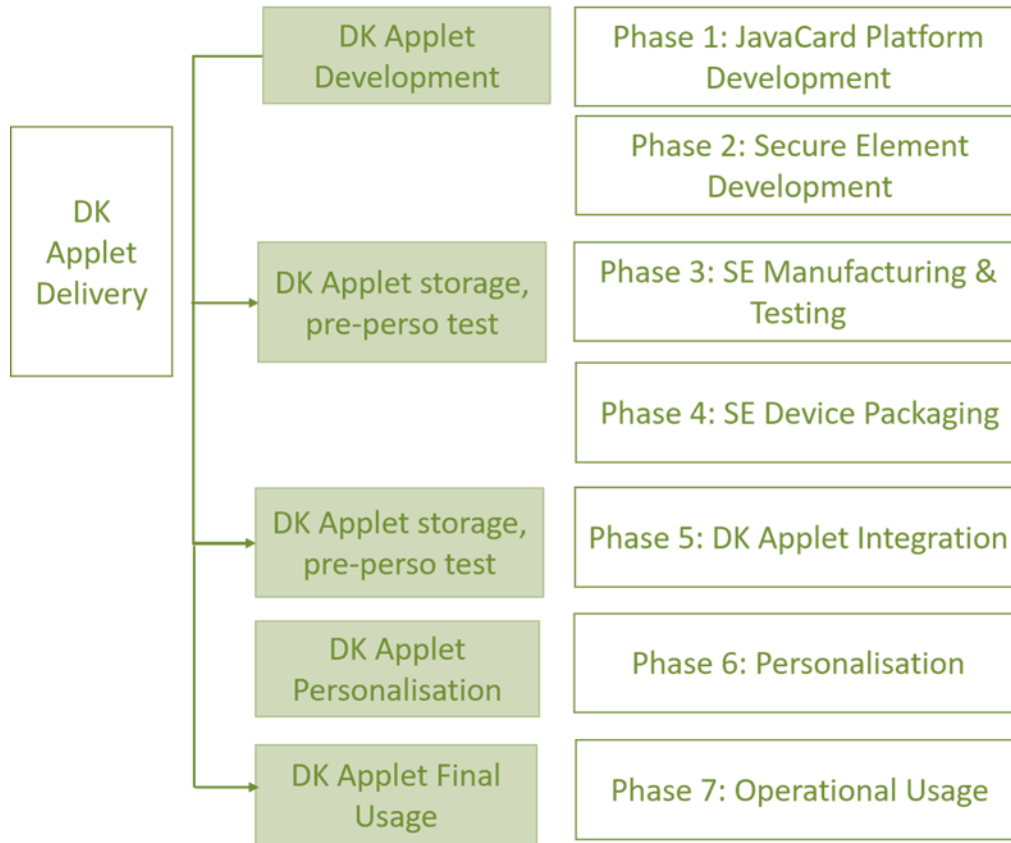 DK Applet
Development
Phase 1: JavaCard Platform
Development
Phase 2: Secure Element
Development
DK
Applet
Delivery
DK Applet storage,
pre-perso test
Phase 3: SE Manufacturing &
Testing
Phase 4: SE Device Packaging
DK Applet storage,
pre-perso test
Phase 5: DK Applet Integration
DK Applet
Personalisation
Phase 6: Personalisation
DK Applet Final
Usage
Phase 7: Operational Usage